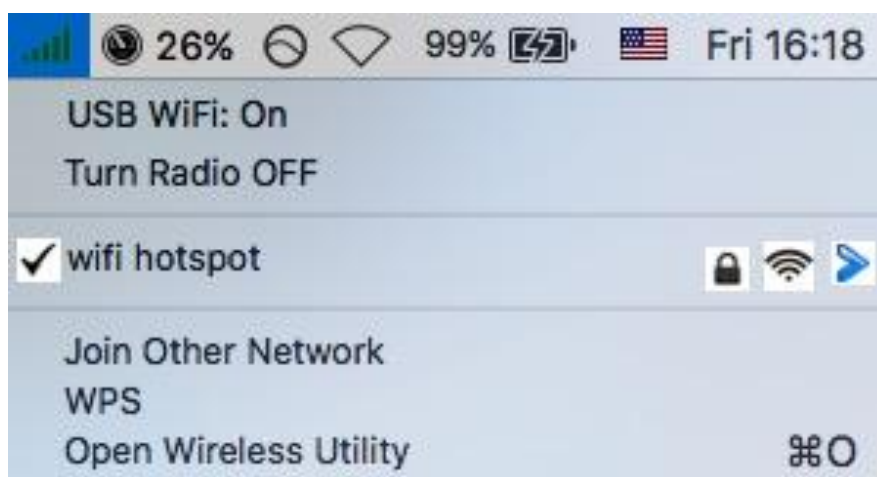 26% 99% Fri 16:18
USB WiFi: On
Turn Radio OFF
wifi hotspot
Join Other Network
WPS
Open Wireless Utility ⌘O